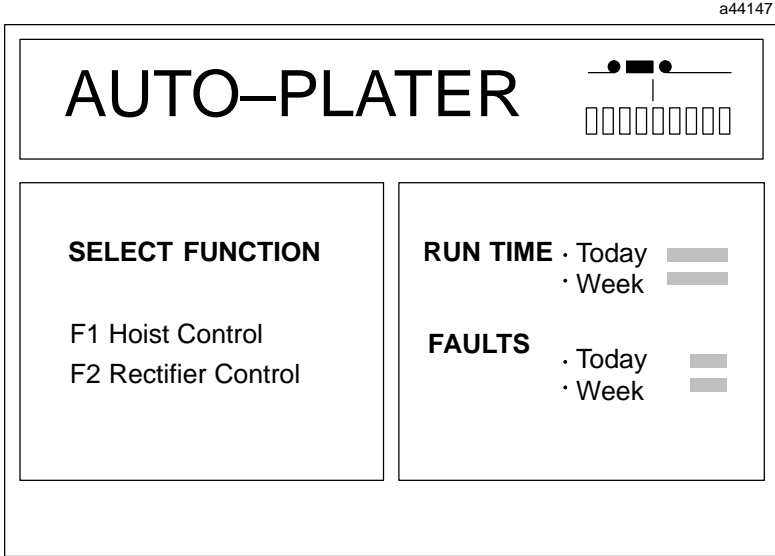 a44147
AUTO–PLATER
SELECT FUNCTION
F1 Hoist Control
F2 Rectifier Control
RUN TIME · Today
· Week
FAULTS
· Today
· Week